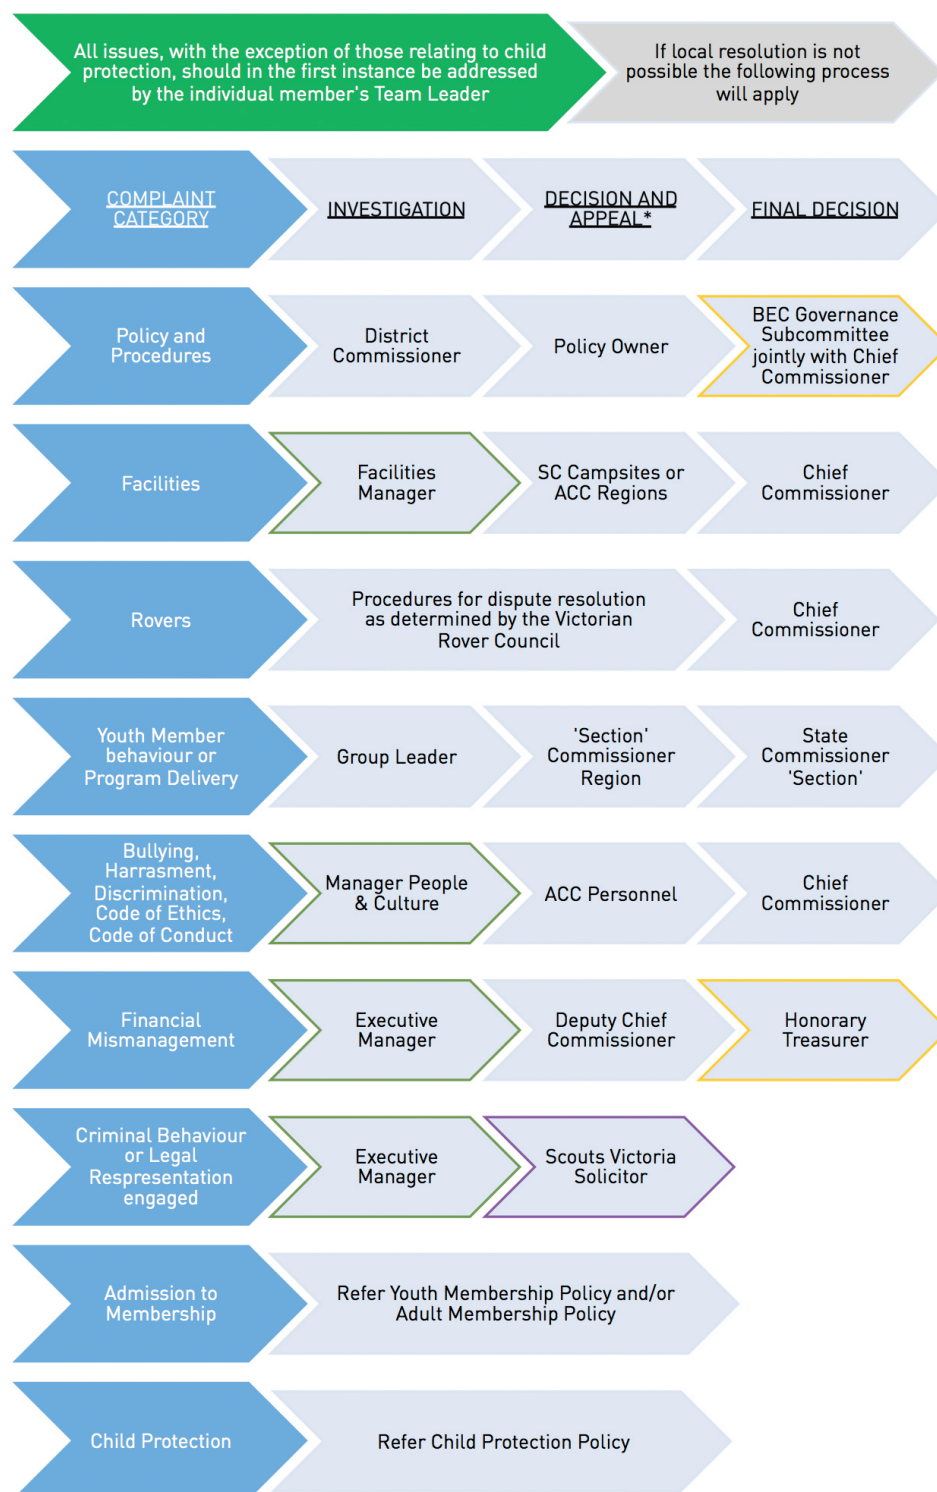 All issues, with the exception of those relating to child
protection, should in the first instance be addressed
by the individual member's Team Leader
If local resolution is not
possible the following process
will apply
COMPLAINT
CATEGORY
INVESTIGATION
DECISION AND
APPEAL*
FINAL DECISION
Policy and
Procedures
District
Commissioner
Policy Owner
BEC Governance
Subcommittee
jointly with Chief
Commissioner
Facilities
Facilities
Manager
SC Campsites or
ACC Regions
Chief
Commissioner
Rovers
Procedures for dispute resolution
as determined by the Victorian
Rover Council
Chief
Commissioner
Youth Member
behaviour or
Program Delivery
Group Leader
'Section'
Commissioner
Region
State
Commissioner
'Section'
Bullying,
Harrasment,
Discrimination,
Code of Ethics,
Code of Conduct
Manager People
& Culture
ACC Personnel
Chief
Commissioner
Financial
Mismanagement
Executive
Manager
Deputy Chief
Commissioner
Honorary
Treasurer
Criminal Behaviour
or Legal
Respresentation
engaged
Executive
Manager
Scouts Victoria
Solicitor
Admission to
Membership
Refer Youth Membership Policy and/or
Adult Membership Policy
Child Protection
Refer Child Protection Policy